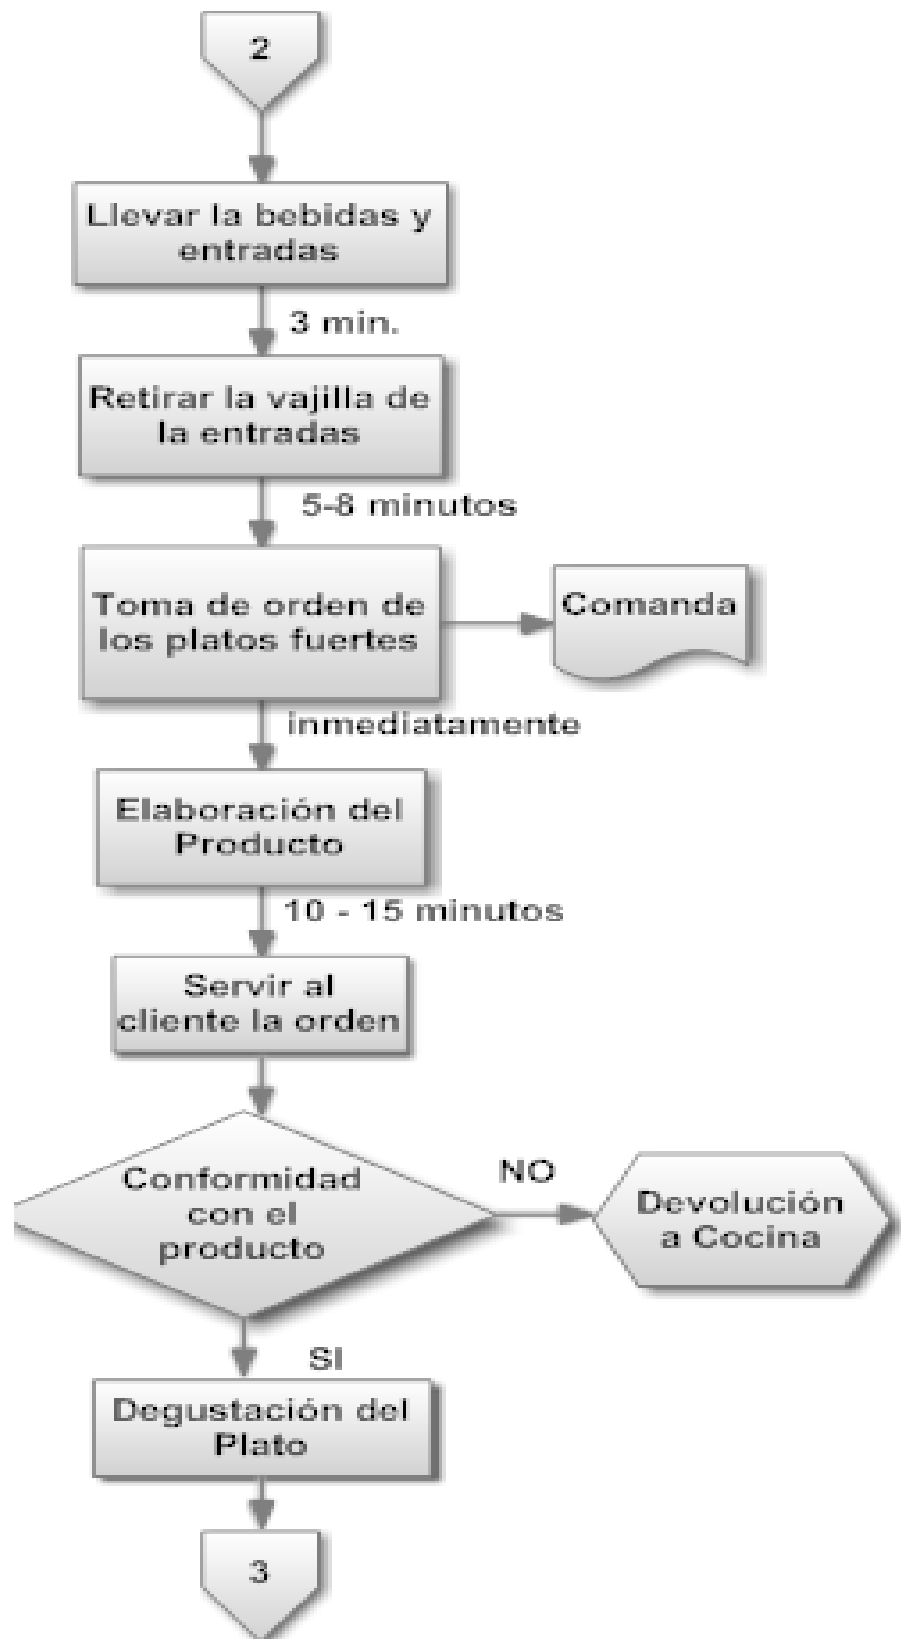 2
Llevar la bebidas y
entradas
3 min.
Retirar la vajilla de
la entradas
5-8 minutos
Toma de orden de
los platos fuertes
Comanda
inmediatamente
Elaboración del
Producto
10 - 15 minutos
Servir al
cliente la orden
Conformidad
con el
producto
NO
Devolución
a Cocina
SI
Degustación del
Plato
3